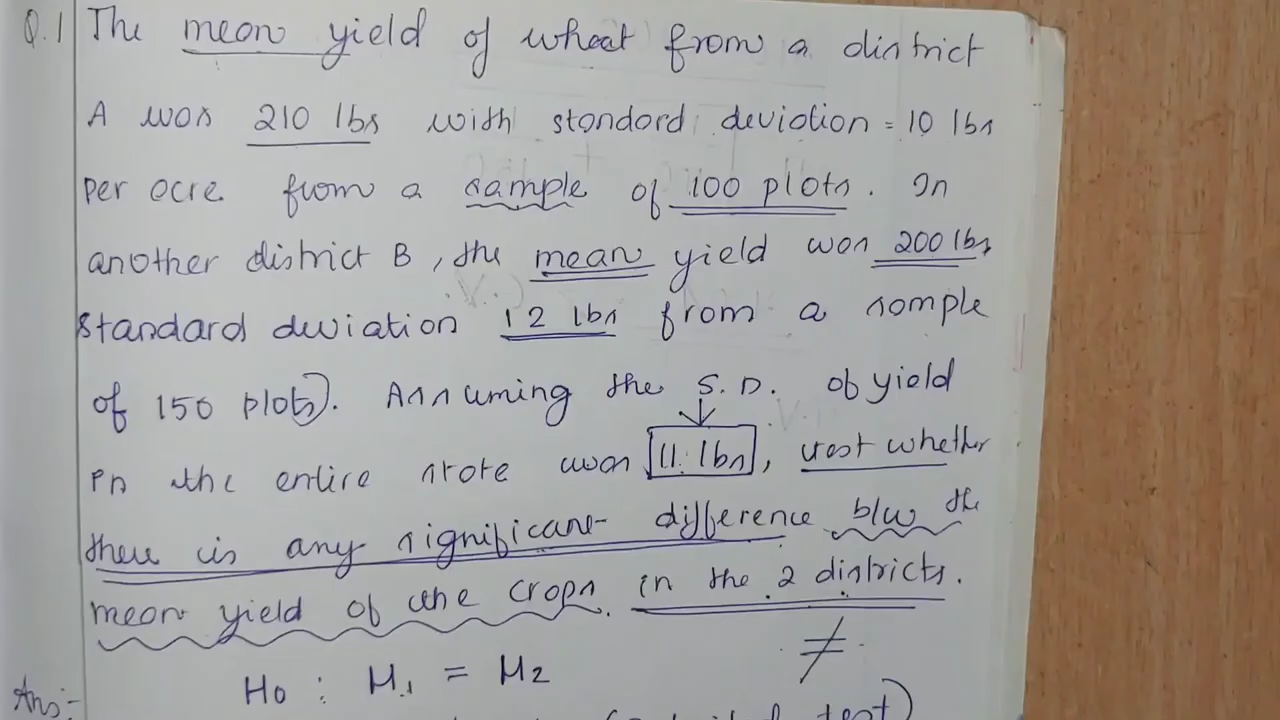 Q.1 The mean yield of wheat from a district
A was 210 lbs with standard deviation = 10 lbs
per acre from a sample of 100 plots. In
another district B, the mean yield was 200 lbs
standard deviation 12 lbs from a sample
of 150 plots). Assuming the S.D. of yield
in the entire state was 11 lbs, test whether
there is any significant difference b/w the
mean yield of the crops in the 2 districts.
≠
Ans:- H0 : M1 = M2
test)